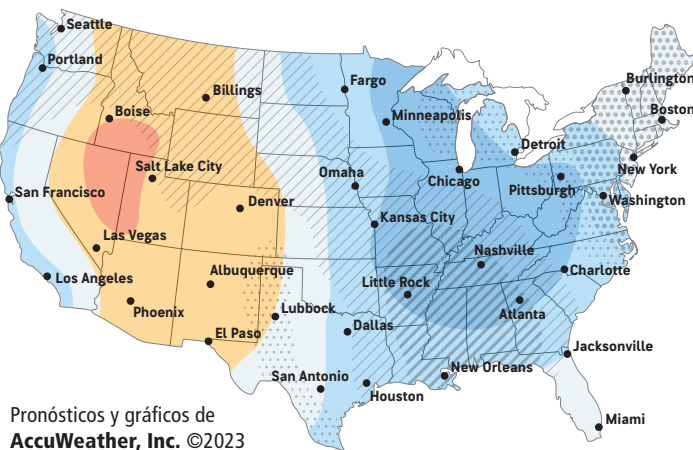 Seattle
Portland
Fargo
Burlington
Billings
Minneapolis
Boston
Boise
Detroit
Salt Lake City
Omaha
Chicago
New York
San Francisco
Denver
Pittsburgh
Washington
Kansas City
Las Vegas
Nashville
Los Angeles
Albuquerque
Little Rock
Charlotte
Phoenix
Lubbock
Atlanta
El Paso
Dallas
Jacksonville
San Antonio
New Orleans
Houston
Miami
Pronósticos y gráficos de
AccuWeather, Inc. ©2023